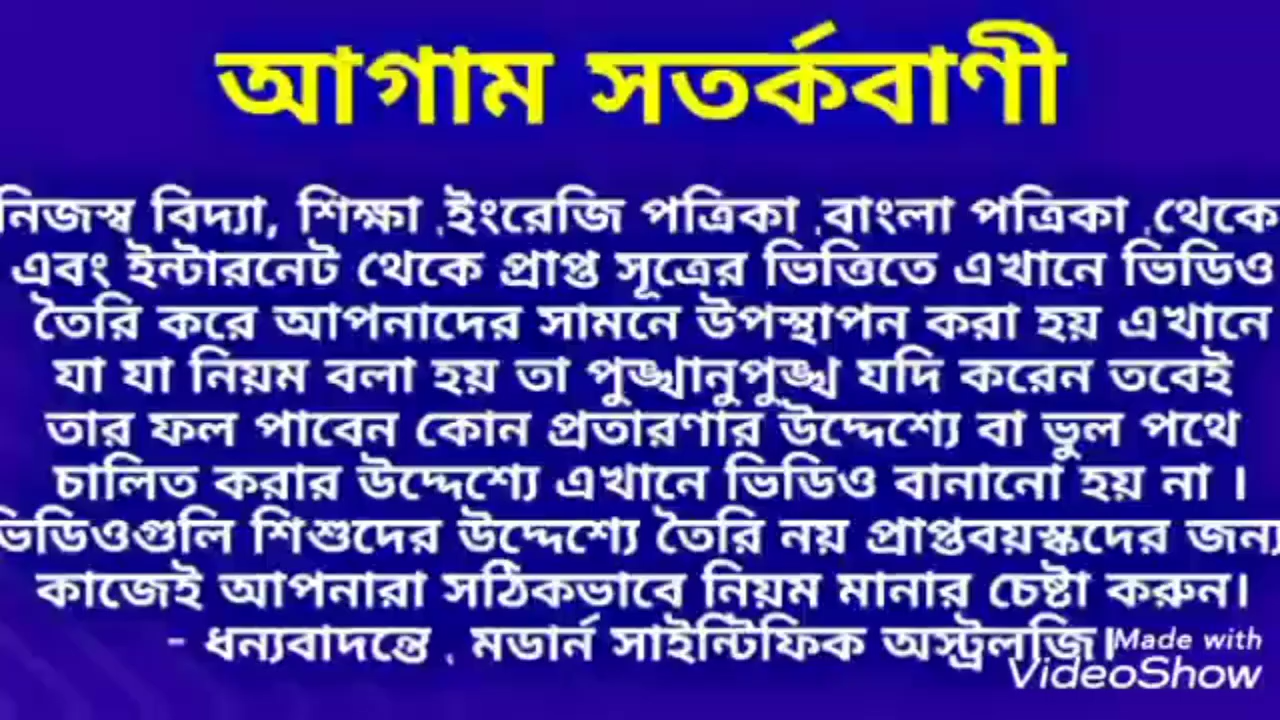 আগাম সতর্কবাণী
নিজস্ব বিদ্যা, শিক্ষা ,ইংরেজি পত্রিকা ,বাংলা পত্রিকা ,থেকে
এবং ইন্টারনেট থেকে প্রাপ্ত সূত্রের ভিত্তিতে এখানে ভিডিও
তৈরি করে আপনাদের সামনে উপস্থাপন করা হয় এখানে
যা যা নিয়ম বলা হয় তা পুঙ্খানুপুঙ্খ যদি করেন তবেই
তার ফল পাবেন কোন প্রতারণার উদ্দেশ্যে বা ভুল পথে
চালিত করার উদ্দেশ্যে এখানে ভিডিও বানানো হয় না ।
ভিডিওগুলি শিশুদের উদ্দেশ্যে তৈরি নয় প্রাপ্তবয়স্কদের জন্য
কাজেই আপনারা সঠিকভাবে নিয়ম মানার চেষ্টা করুন।
- ধন্যবাদন্তে , মডার্ন সাইন্টিফিক অস্ট্রলজি।
Made with
VideoShow